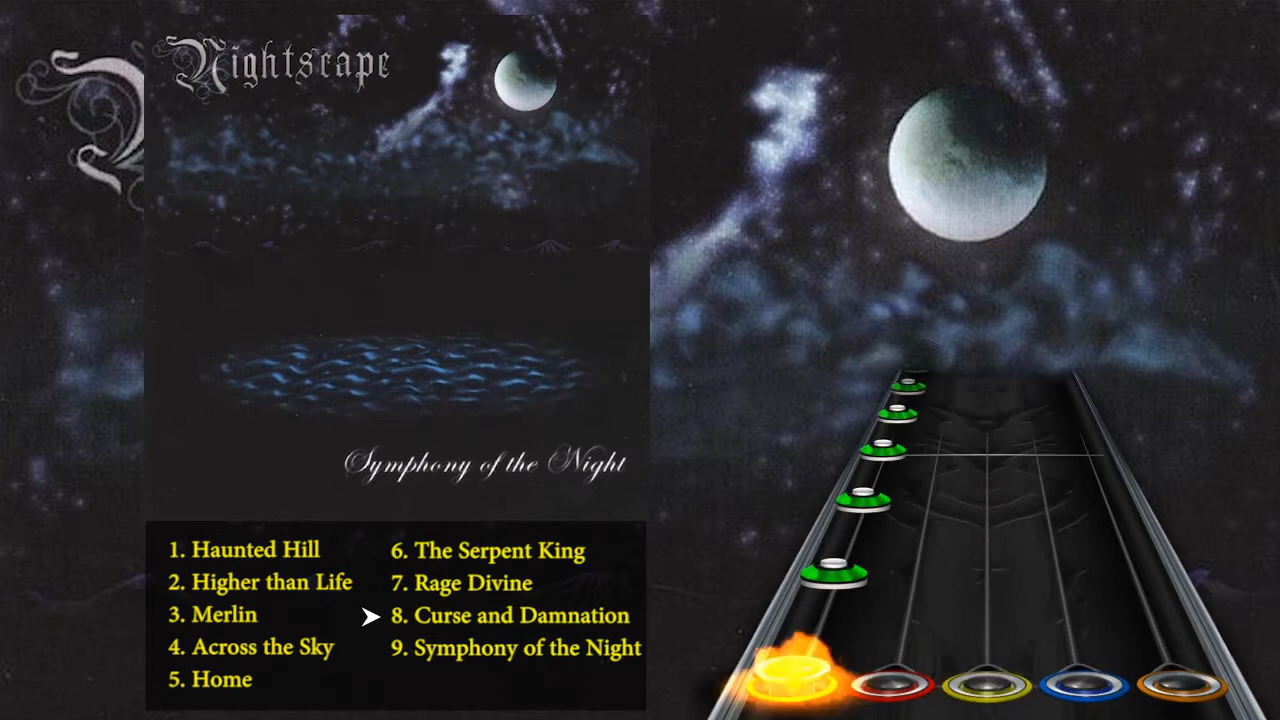 Nightscape
Symphony of the Night
1. Haunted Hill
2. Higher than Life
3. Merlin
4. Across the Sky
5. Home
6. The Serpent King
7. Rage Divine
8. Curse and Damnation
9. Symphony of the Night